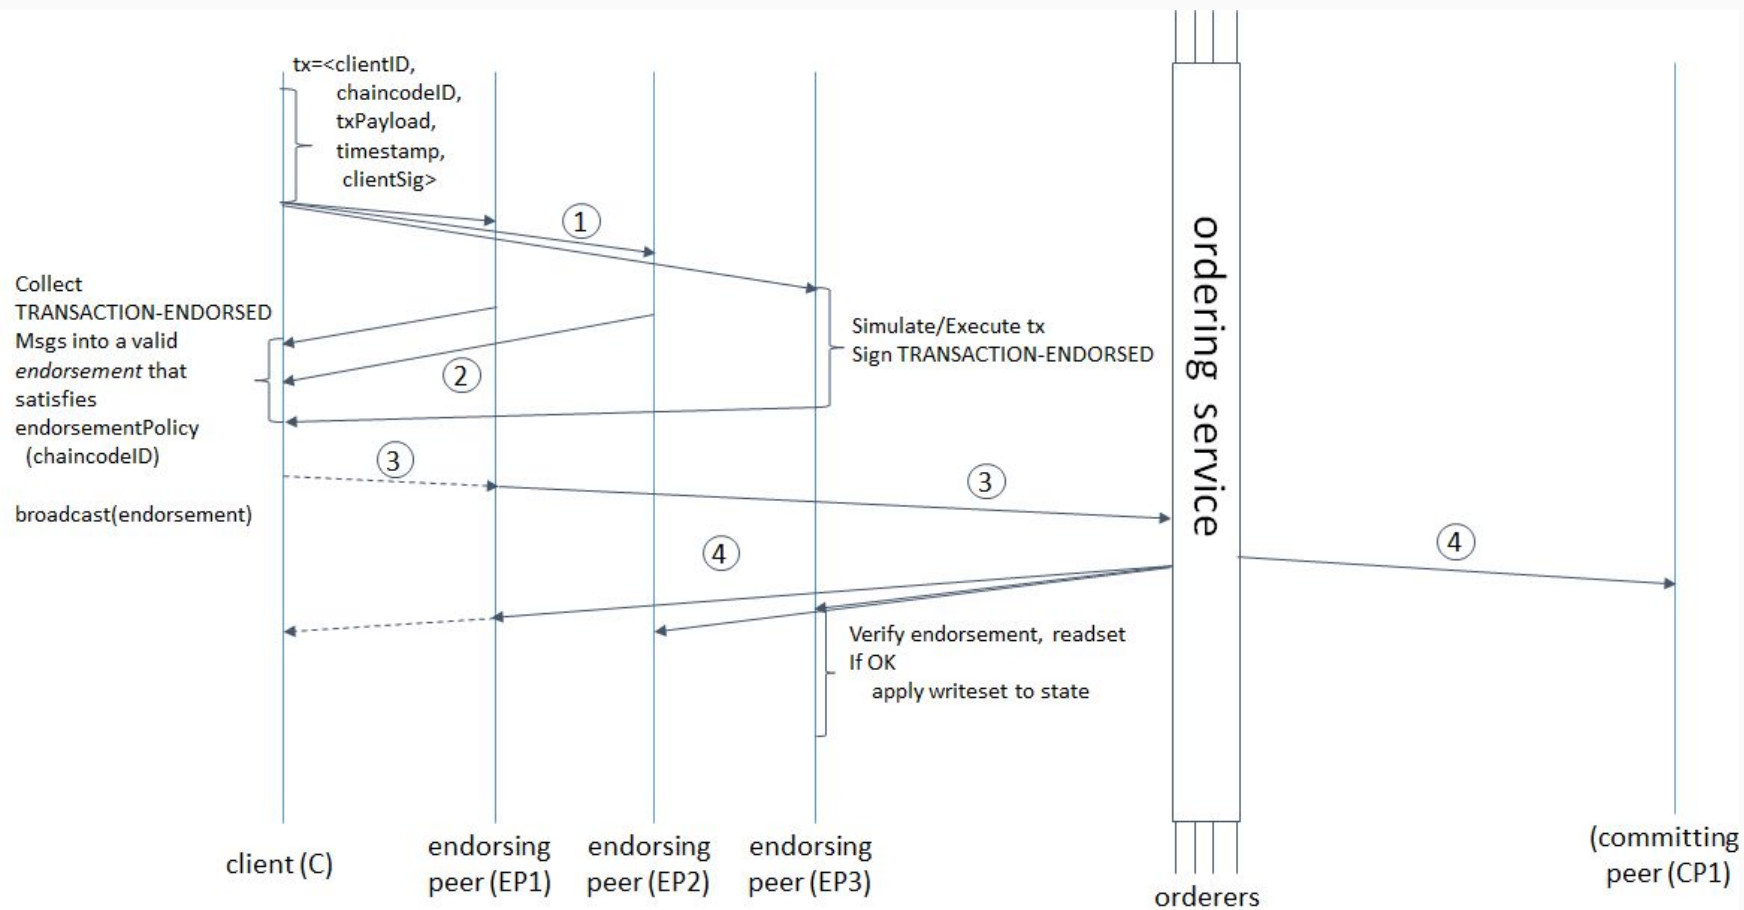 tx=<clientID,
chaincodeID,
txPayload,
timestamp,
clientSig>
1
Collect
TRANSACTION-ENDORSED
Msgs into a valid
endorsement that
satisfies
endorsementPolicy
(chaincodeID)
2
Simulate/Execute tx
Sign TRANSACTION-ENDORSED
ordering service
3
3
broadcast(endorsement)
4
4
Verify endorsement, readset
If OK
apply writeset to state
client (C)
endorsing
peer (EP1)
endorsing
peer (EP2)
endorsing
peer (EP3)
orderers
(committing
peer (CP1)